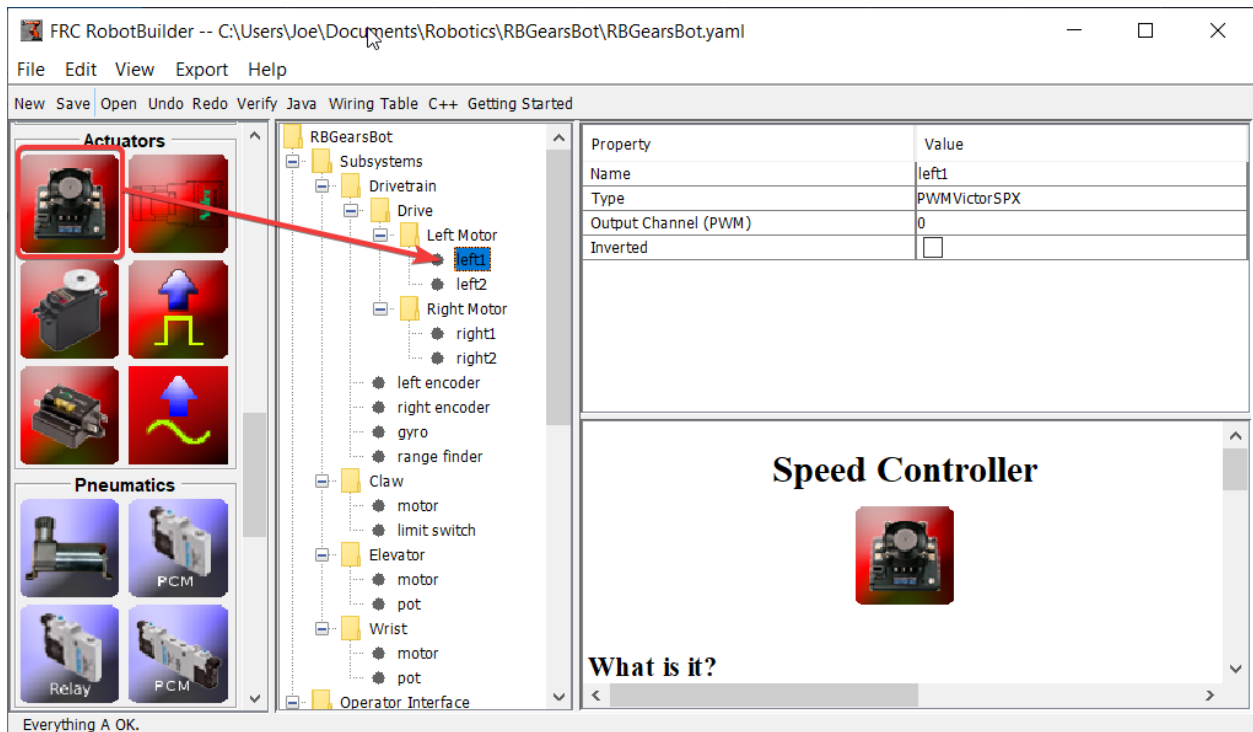 FRC RobotBuilder -- C:\Users\Joe\Documents\Robotics\RBGearsBot\RBGearsBot.yaml
File Edit View Export Help
New Save Open Undo Redo Verify Java Wiring Table C++ Getting Started
Actuators
Pneumatics
PCM
Relay
PCM
RBGearsBot
Subsystems
Drivetrain
Drive
Left Motor
left1
left2
Right Motor
right1
right2
left encoder
right encoder
gyro
range finder
Claw
motor
limit switch
Elevator
motor
pot
Wrist
motor
pot
Operator Interface
Property Value
Name left1
Type PWMVictorSPX
Output Channel (PWM) 0
Inverted
Speed Controller
What is it?
Everything A OK.